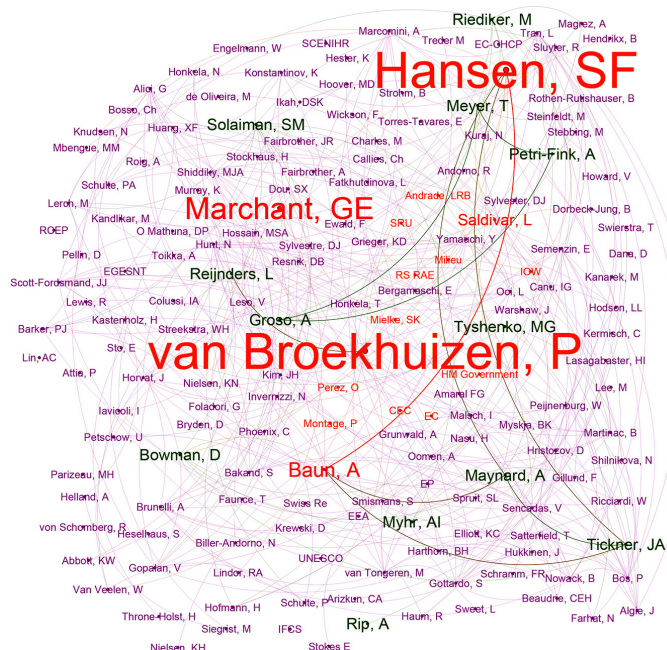 Riediker, M
Magrez, A
Tran, L
Marcomini, A
Treder M
Hendrikx, B
SCENIHR
EC-OHCP
Sluyter, R
Engelmann, W
Hester, K
Honkela, N
Konstantinov, K
Hansen, SF
Hoover, MD
Alici, G
de Oliveira, M
Ikah, DSK
Strohm, B
Rothen-Rutishauser, B
Bosso, Ch
Meyer, T
Wickson, F
Steinfeldt, M
Knudsen, N
Huang, XF
Solaiman, SM
Torres-Tavares, E
Stebbing, M
Mbengue, MM
Fairbrother, JR
Charles, M
Kuraj, N
Roig, A
Stockhaus, H
Callies, Ch
Petri-Fink, A
Shiddiky, MJA
Fairbrother, A
Andorno, R
Howard, V
Schulte, PA
Murray, K
Dou, SX
Fatkhutdinova, L
Leroh, M
Andrade, LRB
Sylvester, DJ
Kandlikar, M
Hossain, MSA
Marchant, GE
Dorbeck-Jung, B
ROEP
O Mathuna, DP
Ewald, F
SRU
Saldivar, L
Swierstra, T
Hunt, N
Sylvestre, DJ
Grieger, KD
Yamauchi, Y
Pellin, D
Toikka, A
Resnik, DB
Semenzin, E
Dana, D
EGESNT
Reijnders, L
Milieu
Scott-Fordsmand, JJ
RS RAE
IOW
Kanarek, M
Leso, V
Bergamaschi, E
Canu, IG
Lewis, R
Colussi, IA
Honkela, T
Ooi, L
Hodson, LL
Kastenholz, H
Groso, A
Mielke, SK
Warshaw, J
Barker, PJ
Streekstra, WH
Tyshenko, MG
Kermisch, C
Sto, E
van Broekhuizen, P
Lin, AC
Lasagabaster, HI
Attia, P
Horvat, J
Kim, JH
HM Government
Nielsen, KN
Perez, O
Lee, M
Iavicoli, I
Invernizzi, N
Amaral FG
Peijnenburg, W
Foladori, G
CEC
EC
Malsch, I
Bryden, D
Montage, P
Myskja, BK
Petschow, U
Phoenix, C
Grunwald, A
Nasu, H
Martinac, B
Bowman, D
Oomen, A
Hristozov, D
Shilnikova, N
Parizeau, MH
Bakand, S
Baun, A
Maynard, A
Gillund, F
Helland, A
Faunce, T
EP
Brunelli, A
Swiss Re
Smismans, S
Spruit, SL
Ricciardi, W
Sencadas, V
von Schomberg, R
EEA
Myhr, AI
Heselhaus, S
Krewski, D
Elliott, KC
Satterfield, T
Biller-Andorno, N
Harthorn, BH
Hukkinen, J
Tickner, JA
Abbott, KW
UNESCO
Gopalan, V
Lindor, RA
van Tongeren, M
Schramm, FR
Nowack, B
Bos, P
Van Veelen, W
Gottardo, S
Hofmann, H
Schulte, P
Arizkun, CA
Beaudrie, CEH
Throne-Holst, H
Haum, R
Sweet, L
Algie, J
Siegrist, M
IFCS
Rip, A
Farhat, N
Nielsen, KH
Stokes E